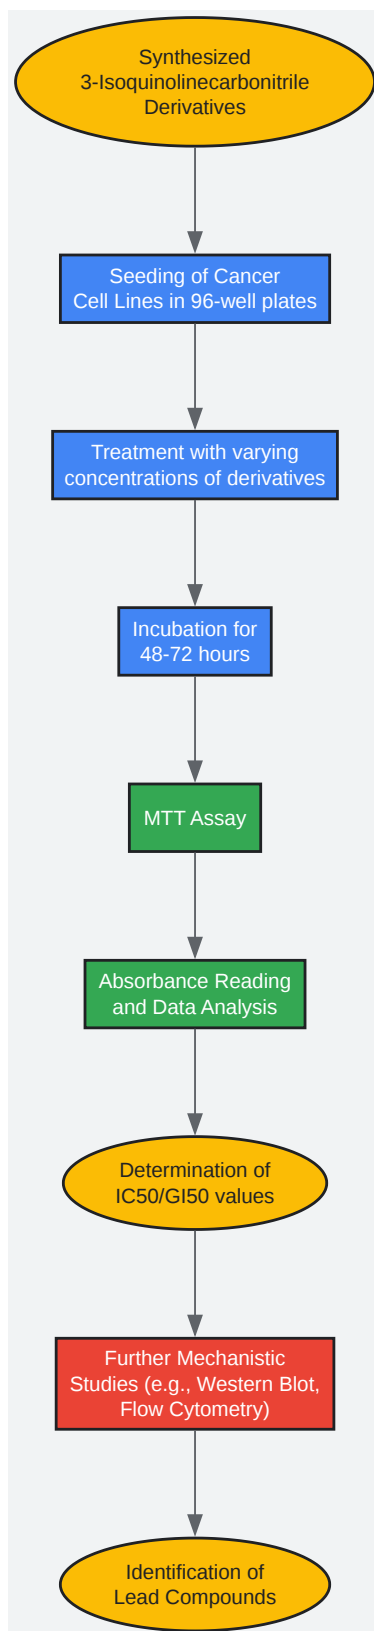 Synthesized
3-Isoquinolinecarbonitrile
Derivatives
Seeding of Cancer
Cell Lines in 96-well plates
Treatment with varying
concentrations of derivatives
Incubation for
48-72 hours
MTT Assay
Absorbance Reading
and Data Analysis
Determination of
IC50/GI50 values
Further Mechanistic
Studies (e.g., Western Blot,
Flow Cytometry)
Identification of
Lead Compounds